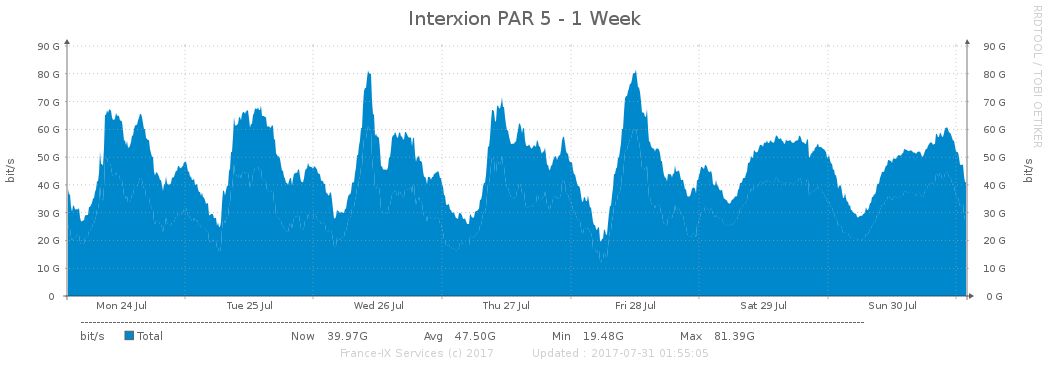 Interxion PAR 5 - 1 Week
RRDTOOL / TOBI OETIKER
90 G 90 G
80 G 80 G
70 G 70 G
60 G 60 G
50 G 50 G
40 G 40 G
30 G 30 G
20 G 20 G
10 G 10 G
0 0 G
bit/s
bit/s
Mon 24 Jul Tue 25 Jul Wed 26 Jul Thu 27 Jul Fri 28 Jul Sat 29 Jul Sun 30 Jul
bit/s Total Now 39.97G Avg 47.50G Min 19.48G Max 81.39G
France-IX Services (c) 2017 Updated : 2017-07-31 01:55:05